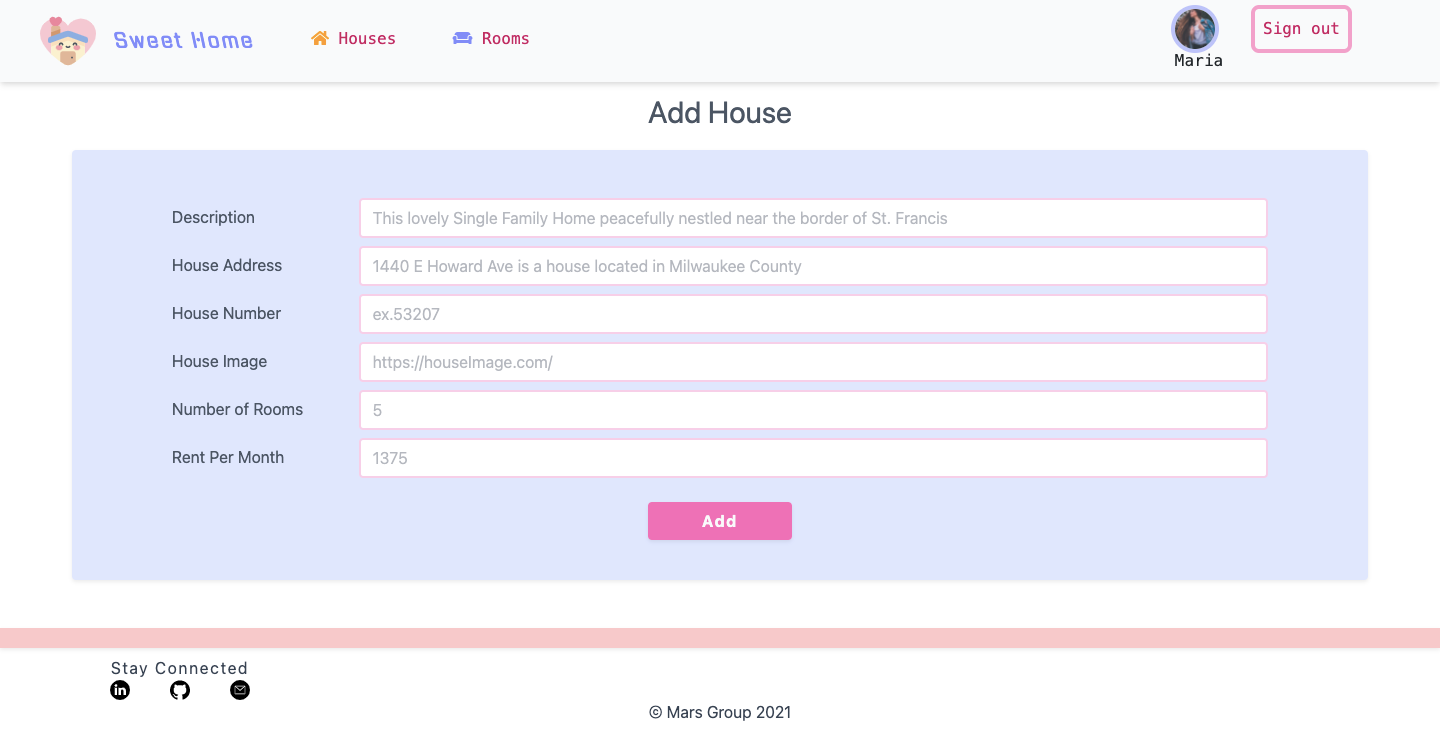 Sweet Home
Houses
Rooms
Maria
Sign out
Add House
Description
This lovely Single Family Home peacefully nestled near the border of St. Francis
House Address
1440 E Howard Ave is a house located in Milwaukee County
House Number
ex.53207
House Image
https://houseImage.com/
Number of Rooms
5
Rent Per Month
1375
Add
Stay Connected
in
© Mars Group 2021